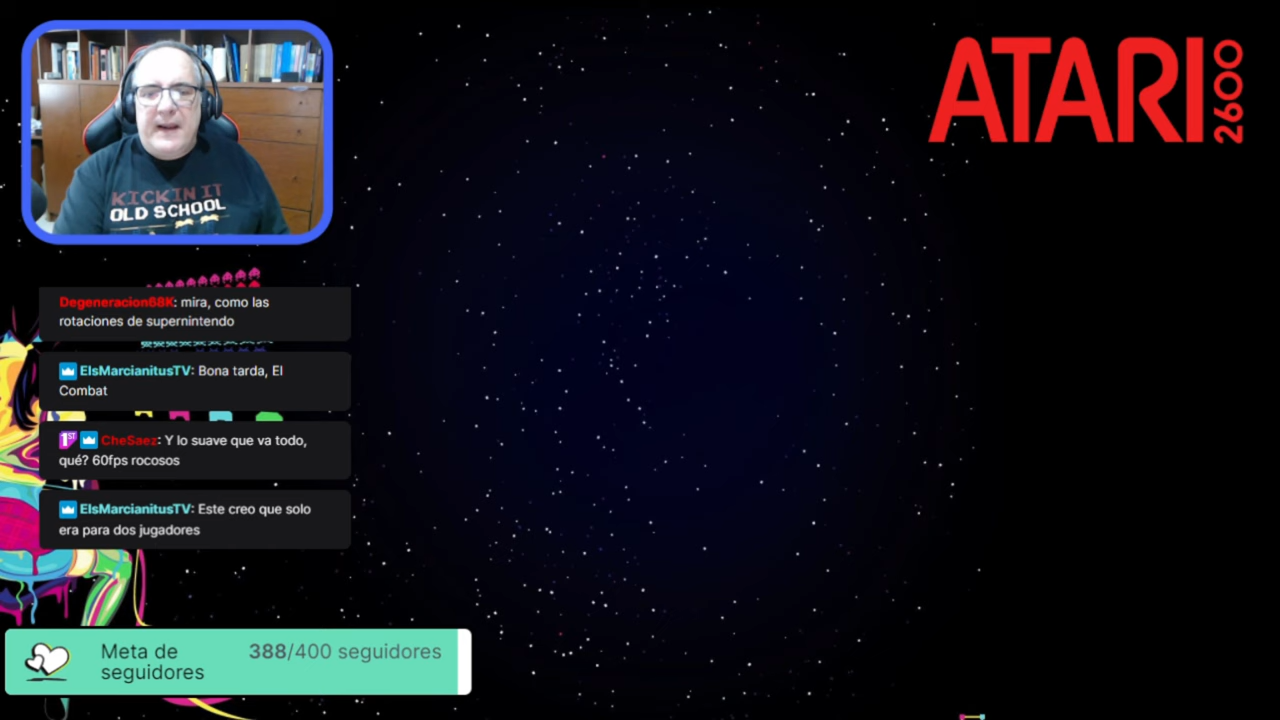 ATARI 2600
KICKIN IT
OLD SCHOOL
Degeneracion68K: mira, como las
rotaciones de supernintendo
ElsMarcianitusTV: Bona tarda, El
Combat
1ST CheSaez: Y lo suave que va todo,
qué? 60fps rocosos
ElsMarcianitusTV: Este creo que solo
era para dos jugadores
Meta de
seguidores
388/400 seguidores